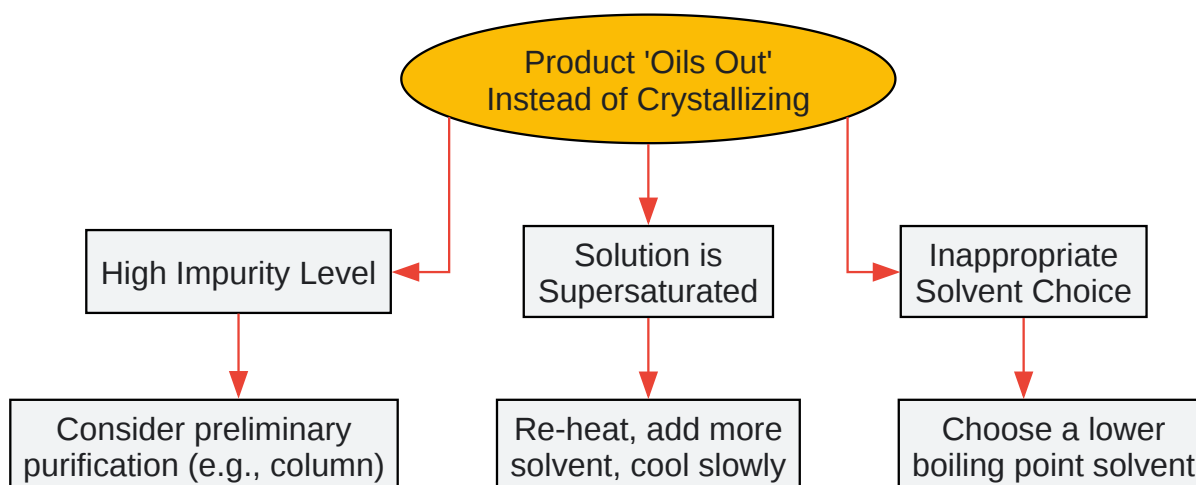 Product 'Oils Out'
Instead of Crystallizing
High Impurity Level
Solution is
Supersaturated
Inappropriate
Solvent Choice
Consider preliminary
purification (e.g., column)
Re-heat, add more
solvent, cool slowly
Choose a lower
boiling point solvent